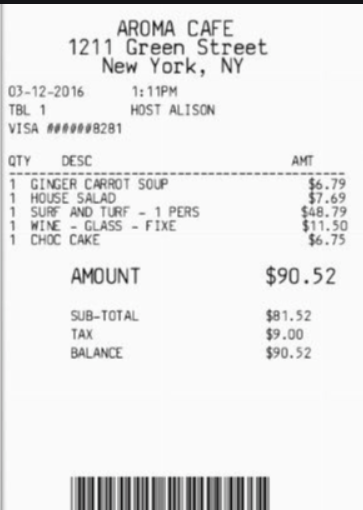 AROMA CAFE
1211 Green Street
New York, NY
03-12-2016 1:11PM
TBL 1 HOST ALISON
VISA ######8281
QTY DESC AMT
1 GINGER CARROT SOUP $6.79
1 HOUSE SALAD $7.69
1 SURF AND TURF - 1 PERS $48.79
1 WINE - GLASS - FIXE $11.50
1 CHOC CAKE $6.75
AMOUNT $90.52
SUB-TOTAL $81.52
TAX $9.00
BALANCE $90.52